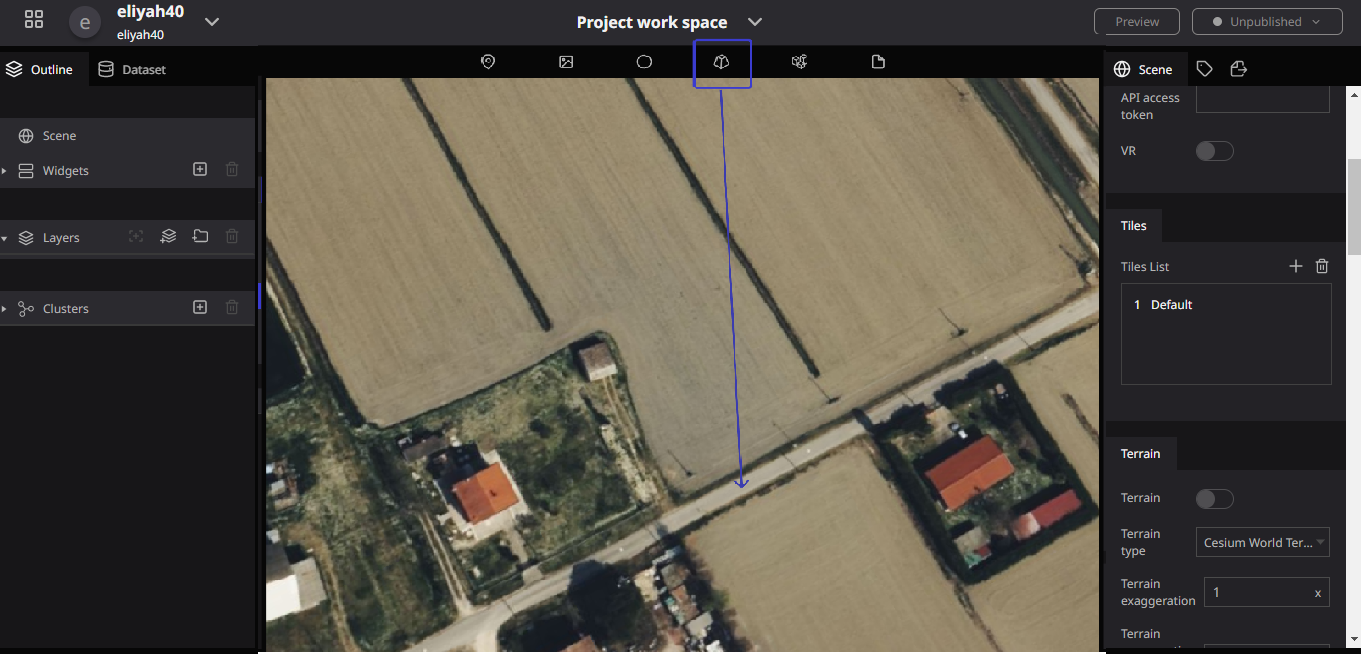 e
eliyah40
eliyah40
Project work space
Preview
Unpublished
Outline
Dataset
Scene
Widgets
Layers
Clusters
Scene
API access
token
VR
Tiles
Tiles List
1 Default
Terrain
Terrain
Terrain
type
Cesium World Ter...
Terrain
exaggeration
1 x
Terrain